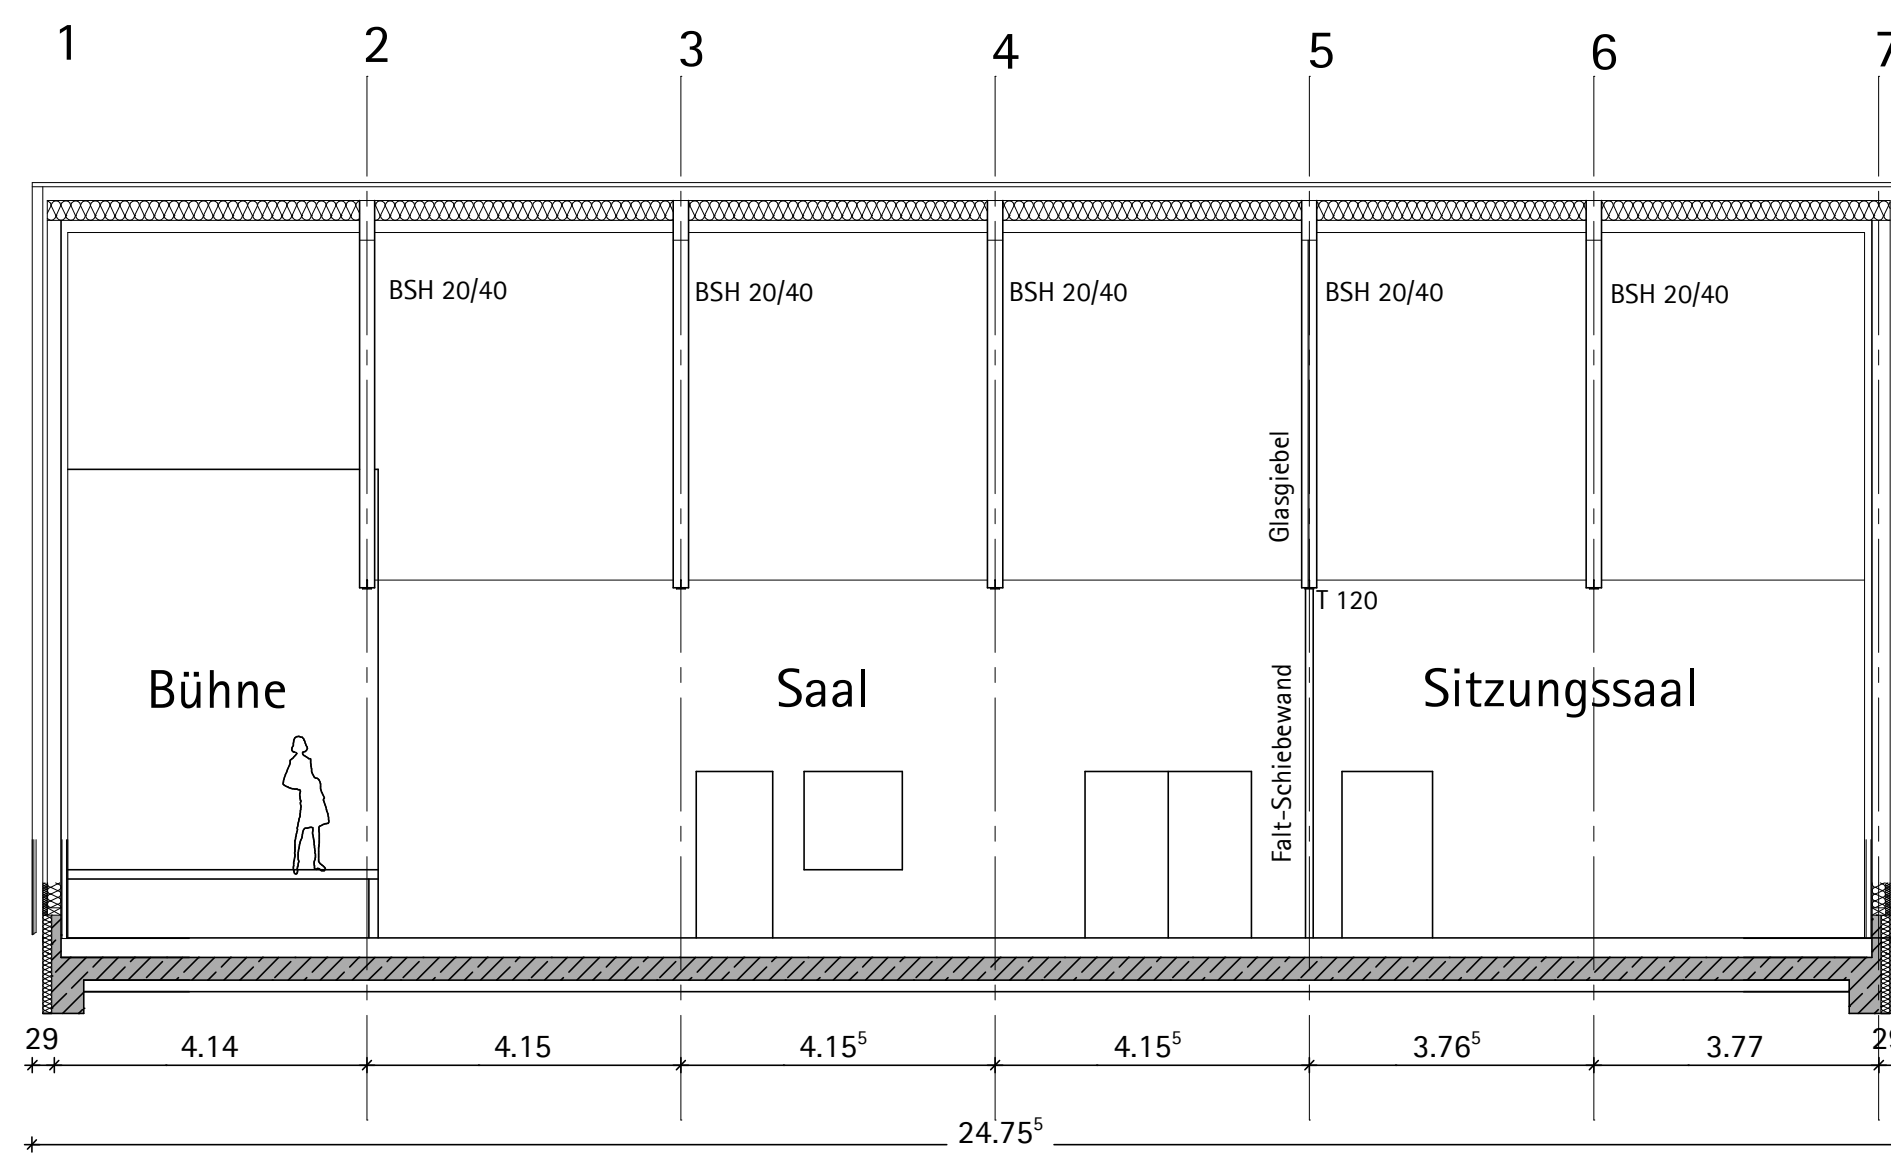 1 2 3 4 5 6 7
BSH 20/40 BSH 20/40 BSH 20/40 BSH 20/40 BSH 20/40
Glasgiebel
T 120
Bühne Saal Sitzungssaal
Falt-Schiebewand
29 4.14 4.15 4.15⁵ 4.15⁵ 3.76⁵ 3.77
24.75⁵